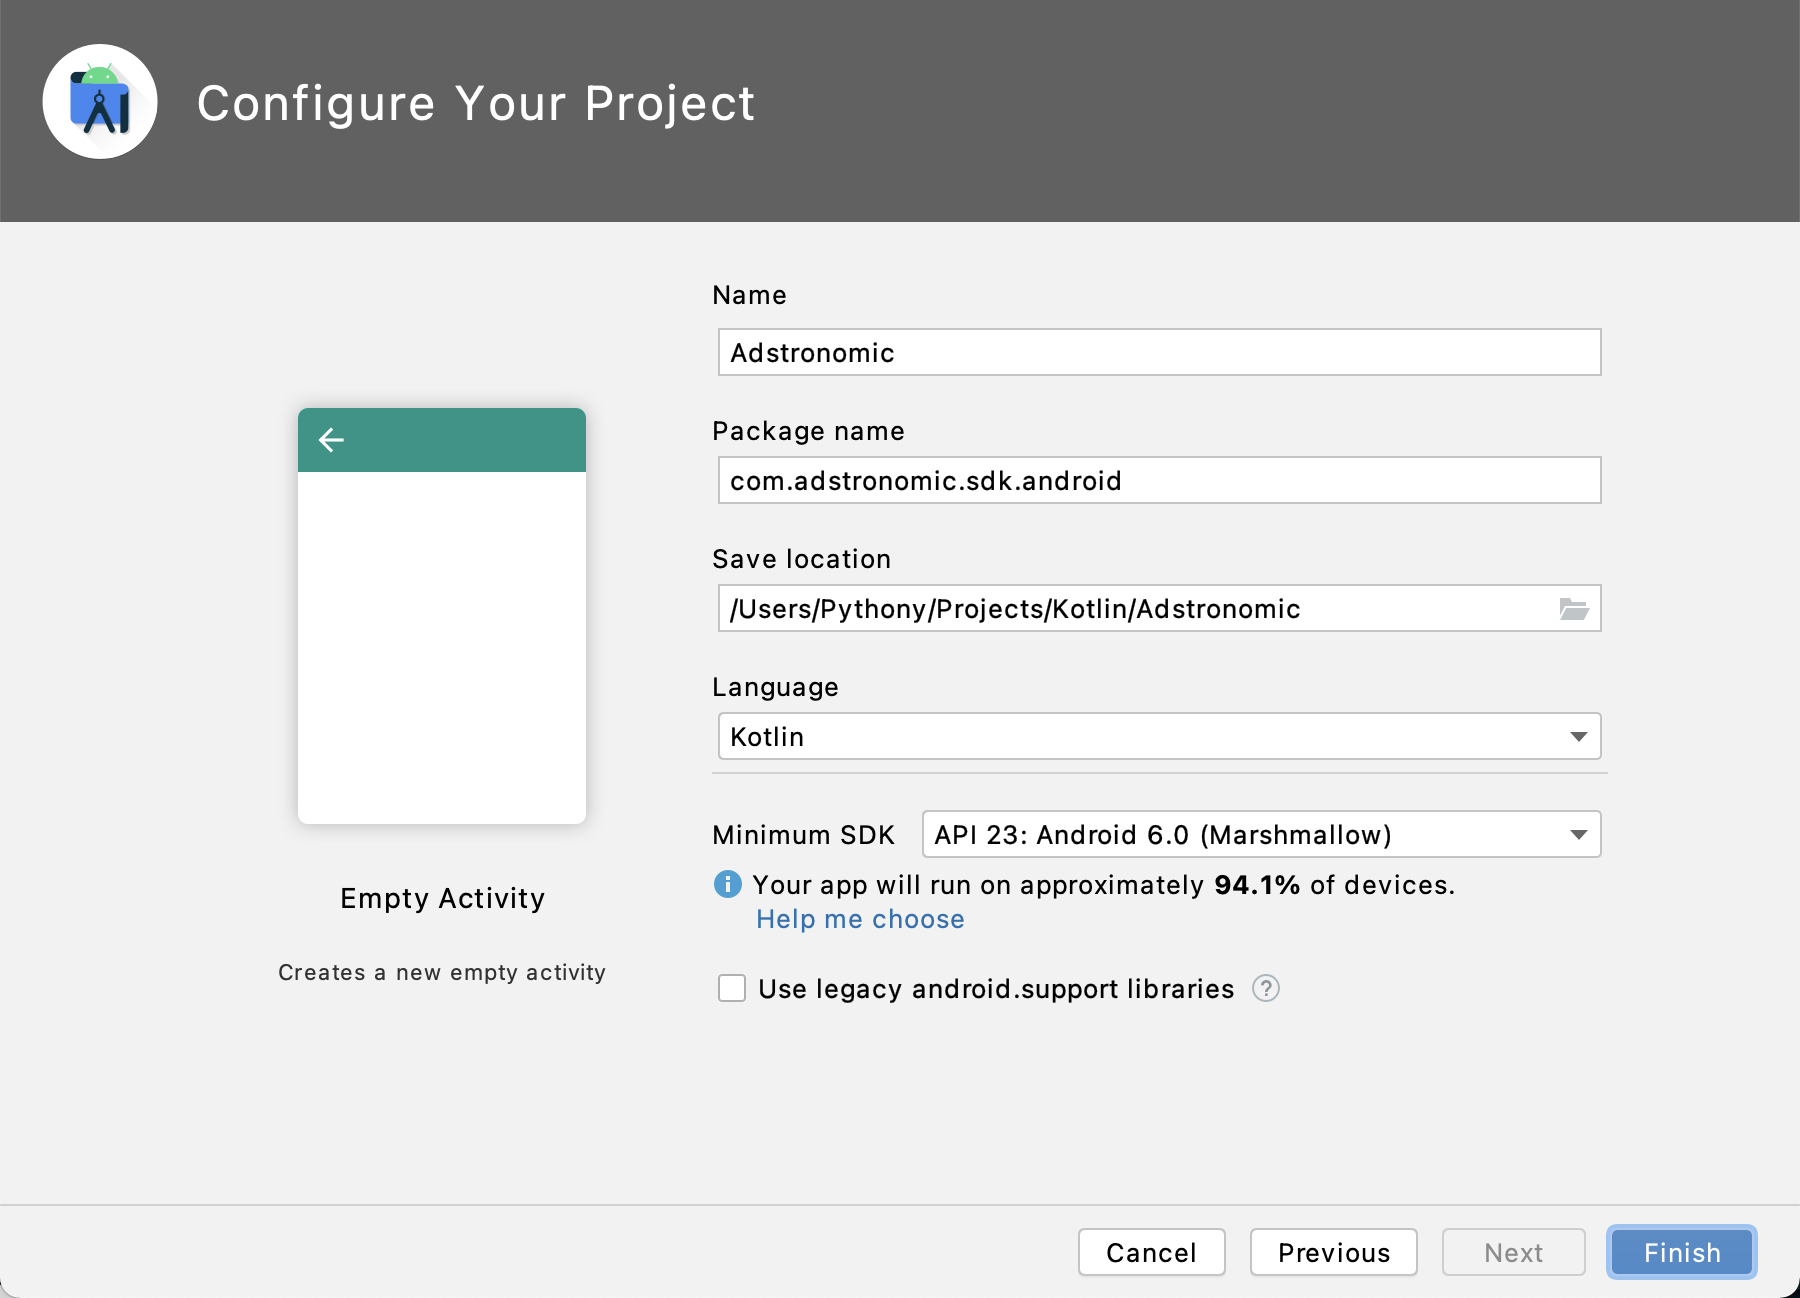 Configure Your Project
Name
Adstronomic
Package name
com.adstronomic.sdk.android
Save location
/Users/Pythony/Projects/Kotlin/Adstronomic
Language
Kotlin
Minimum SDK API 23: Android 6.0 (Marshmallow)
Your app will run on approximately 94.1% of devices.
Help me choose
Use legacy android.support libraries ?
Empty Activity
Creates a new empty activity
Cancel Previous Next Finish